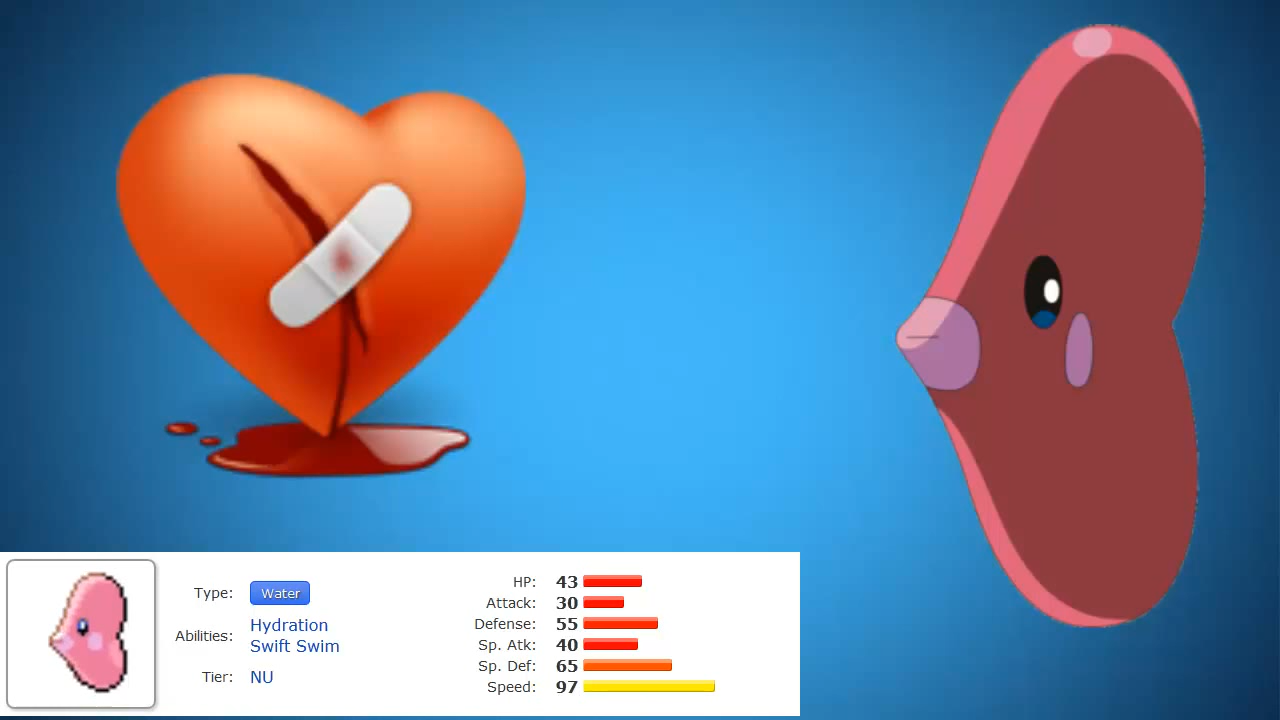 Type: Water
Abilities: Hydration
Swift Swim
Tier: NU
HP: 43
Attack: 30
Defense: 55
Sp. Atk: 40
Sp. Def: 65
Speed: 97